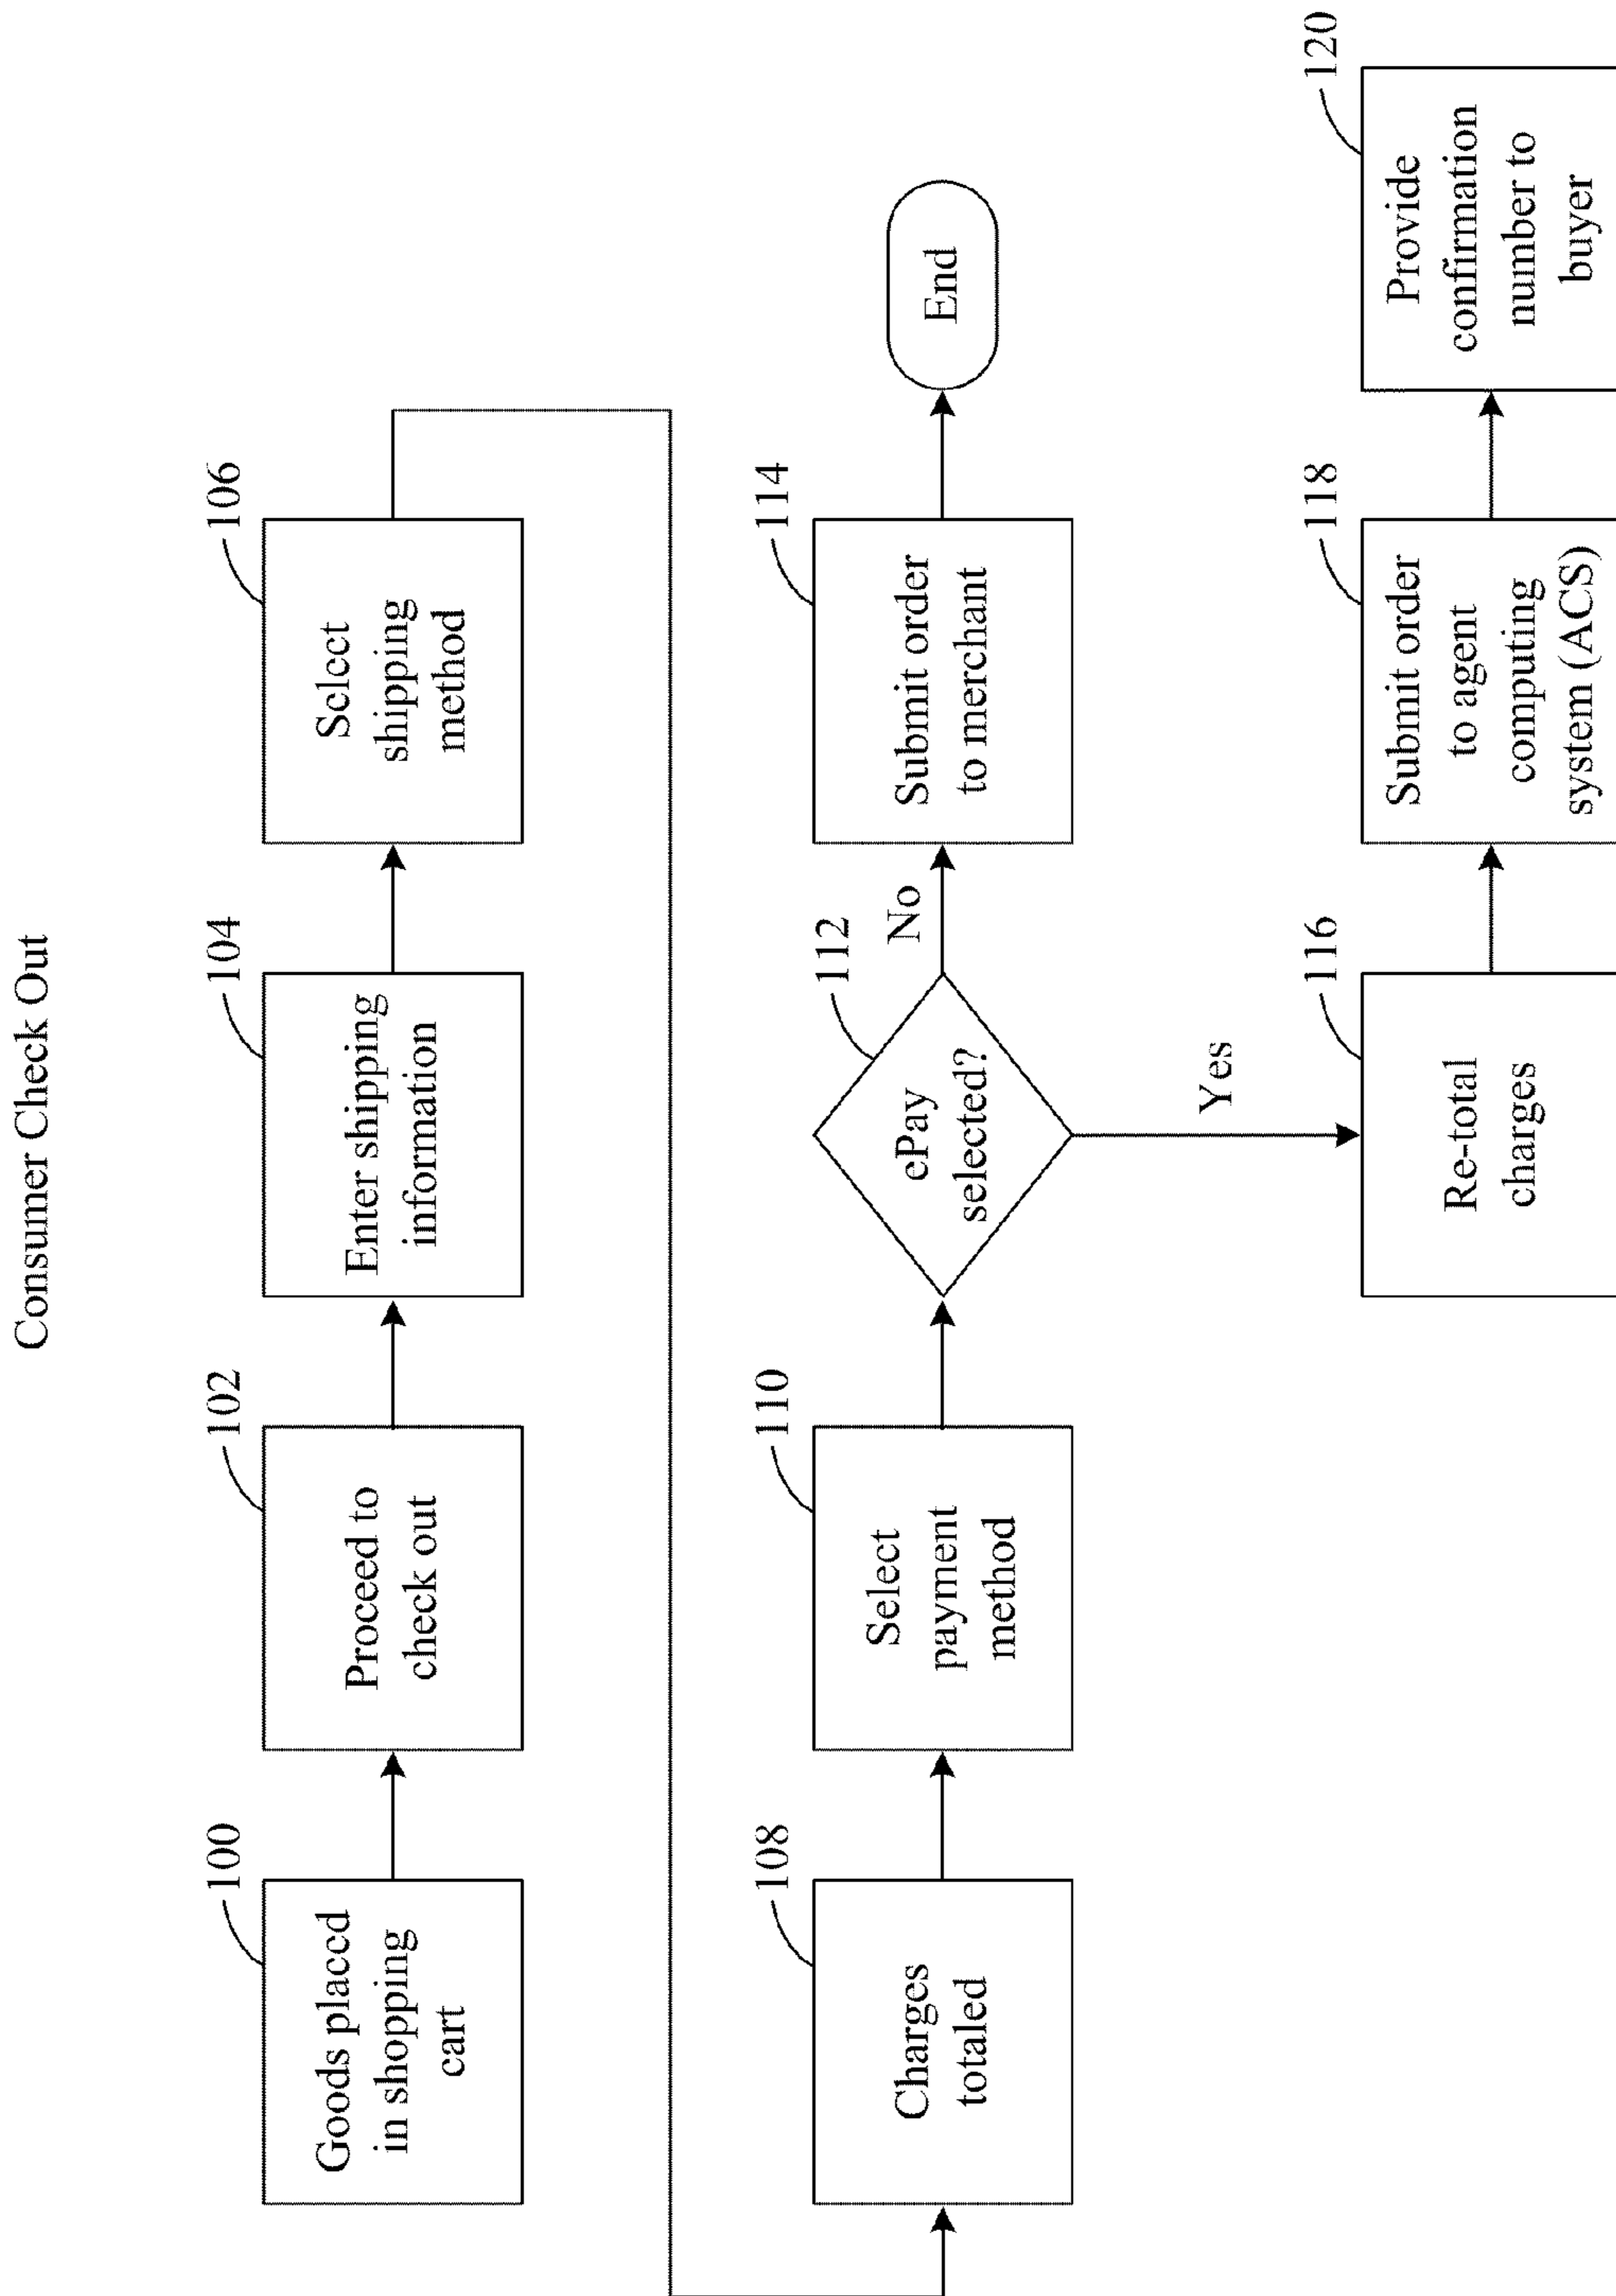 Consumer Check Out
100
Goods placed
in shopping
cart
102
Proceed to
check out
104
Enter shipping
information
106
Select
shipping
method
108
Charges
totaled
110
Select
payment
method
112
ePay
selected?
No
Yes
114
Submit order
to merchant
End
116
Re-total
charges
118
Submit order
to agent
computing
system (ACS)
120
Provide
confirmation
number to
buyer